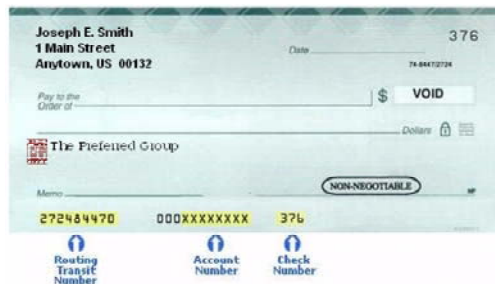 Joseph E. Smith
376
1 Main Street
Date
Anytown, US 00132
Pay to the
Order of
$ VOID
Dollars
The Preferred Group
NON-NEGOTIABLE
Memo
MP
272484470 000XXXXXXXX 376
Routing
Transit
Number
Account
Number
Check
Number